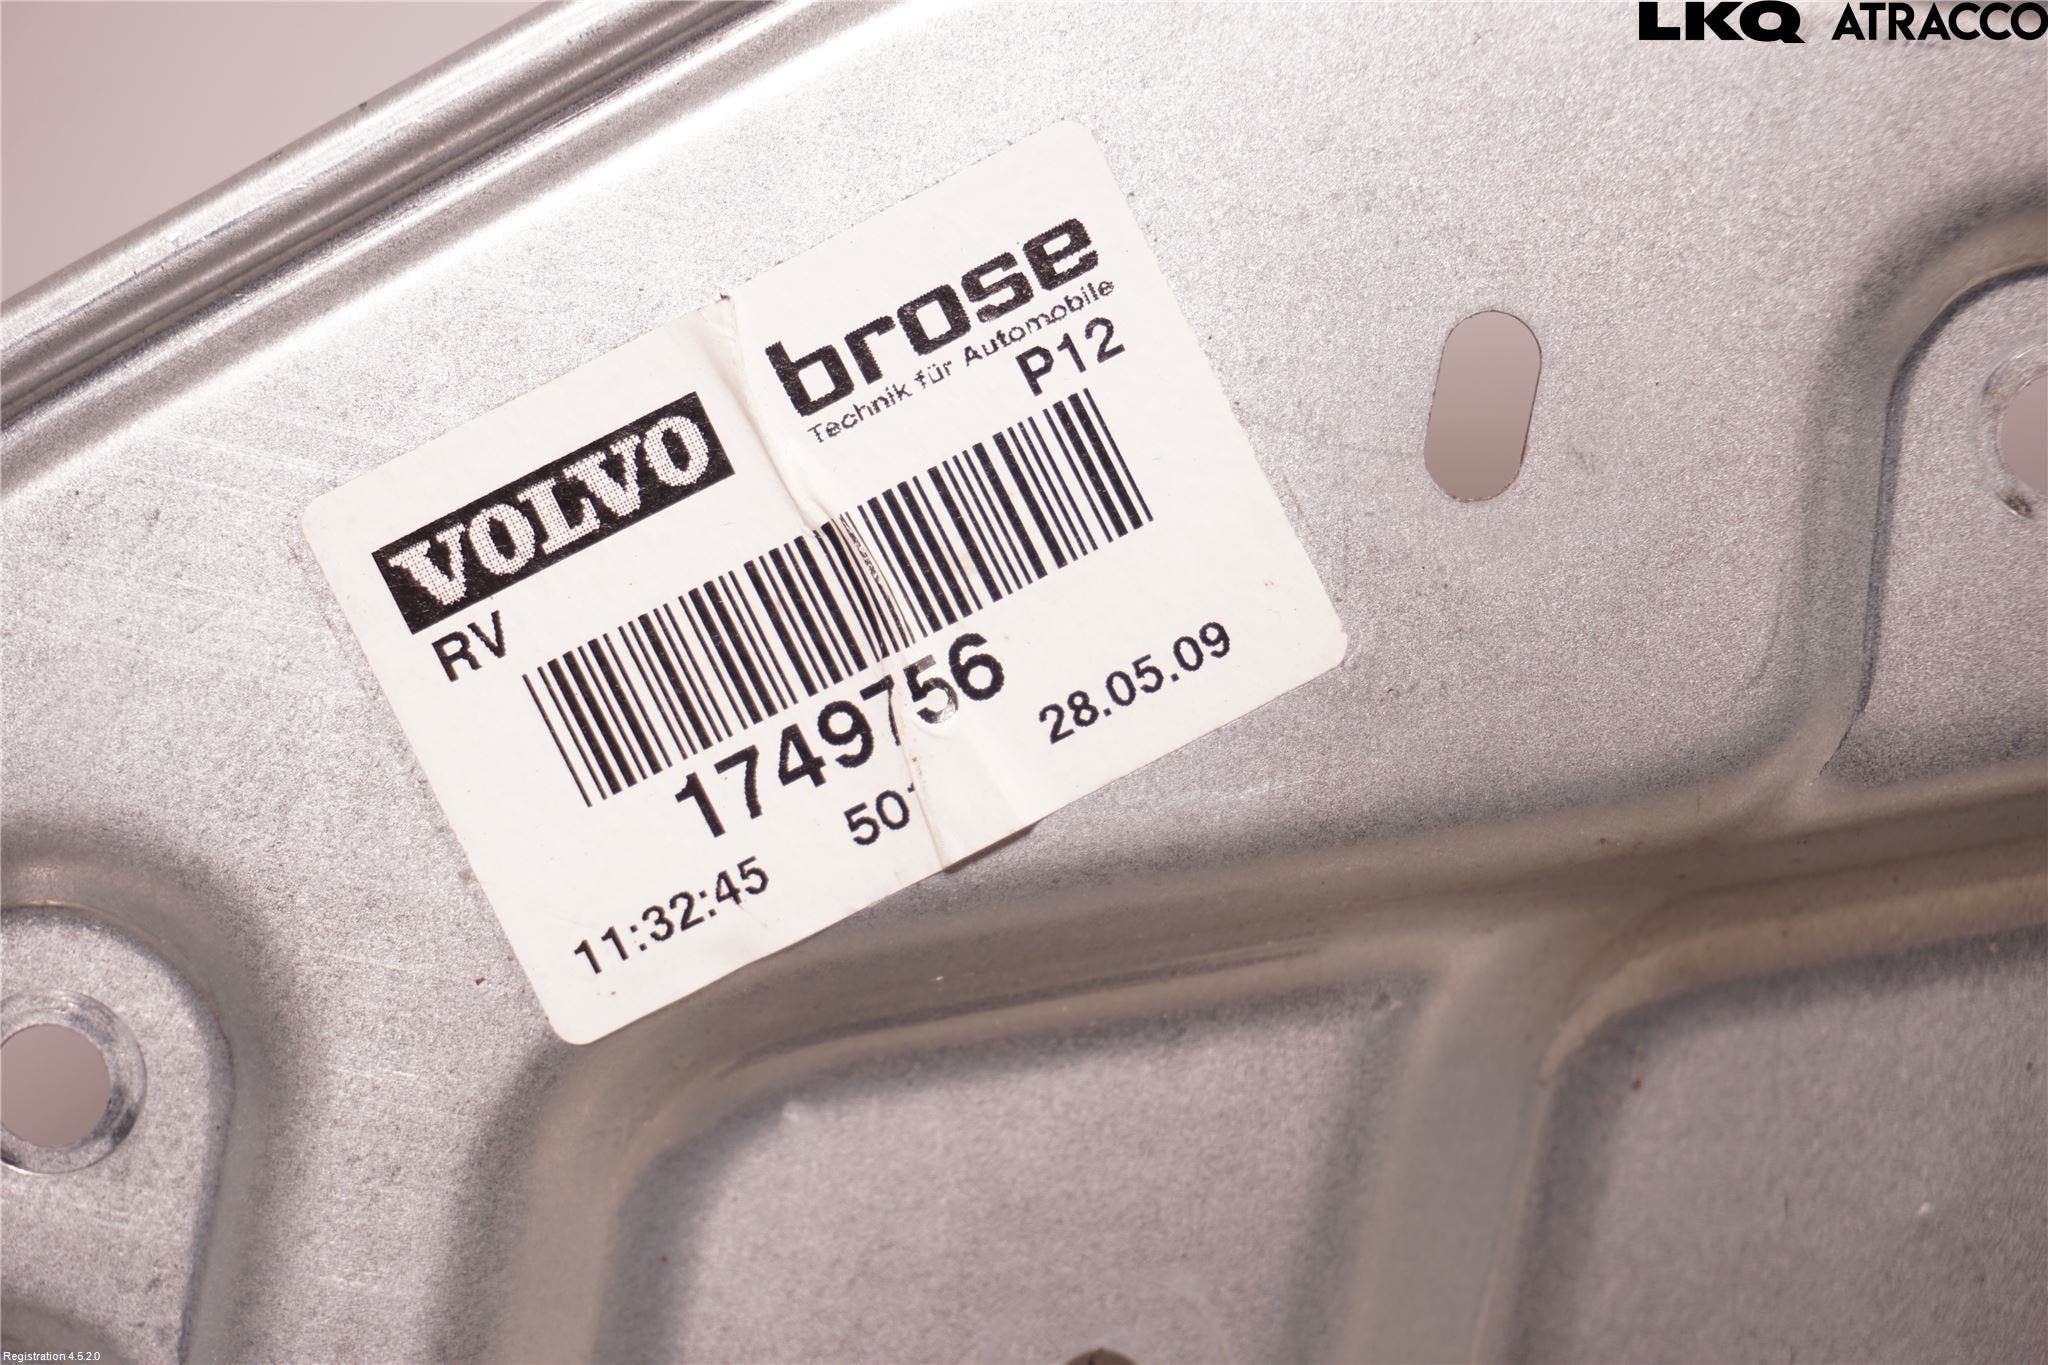 LKQ ATRACCO
brose
Technik für Automobile
VOLVO
P12
RV
1749756
11:32:45
28.05.09
Registration 4.5.2.0